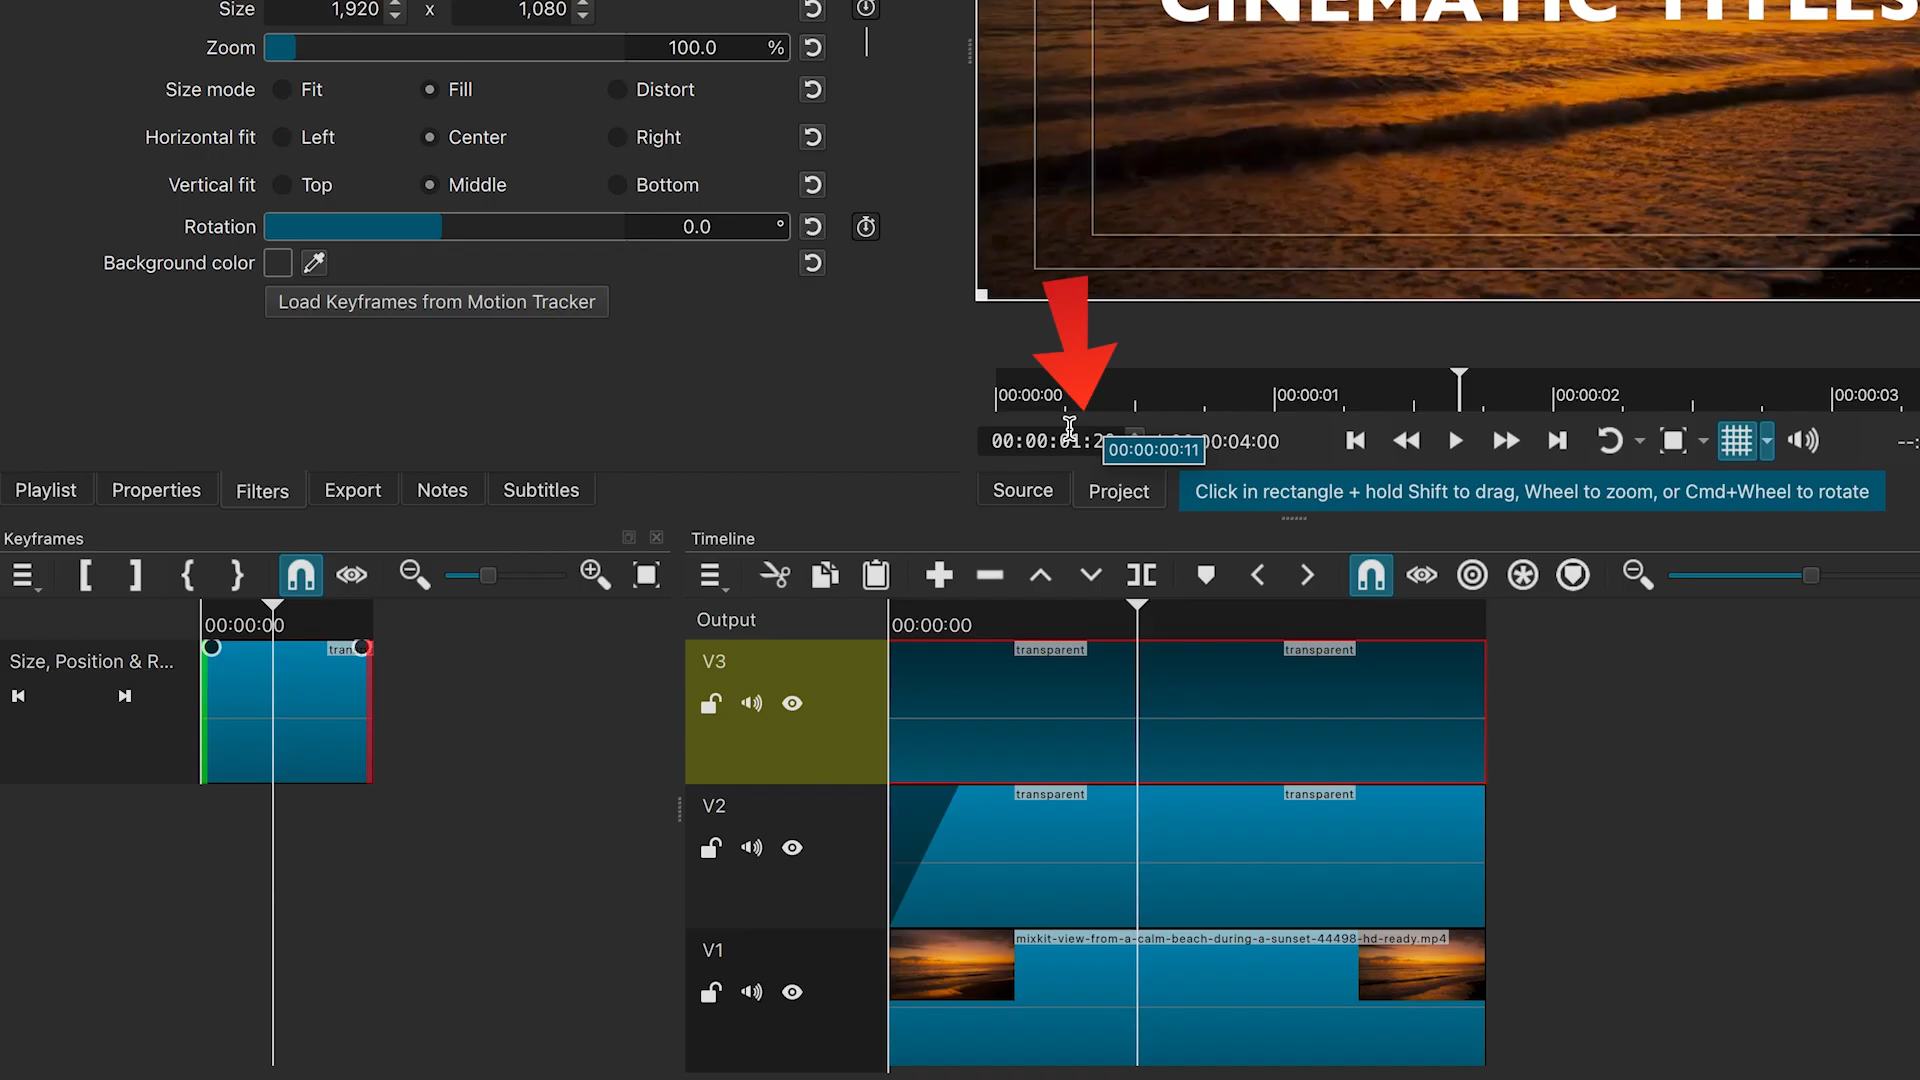 Size 1,920 x 1,080
Zoom 100.0 %
Size mode Fit Fill Distort
Horizontal fit Left Center Right
Vertical fit Top Middle Bottom
Rotation 0.0 °
Background color
Load Keyframes from Motion Tracker
CINEMATIC TITLES
00:00:00 00:00:01 00:00:02 00:00:03
00:00:04:00
00:00:00:11
--:
Playlist Properties Filters Export Notes Subtitles
Source Project Click in rectangle + hold Shift to drag, Wheel to zoom, or Cmd+Wheel to rotate
Keyframes
00:00:00
Size, Position & R...
Timeline
Output 00:00:00
V3 transparent transparent
V2 transparent transparent
V1 mixkit-view-from-a-calm-beach-during-a-sunset-44498-hd-ready.mp4